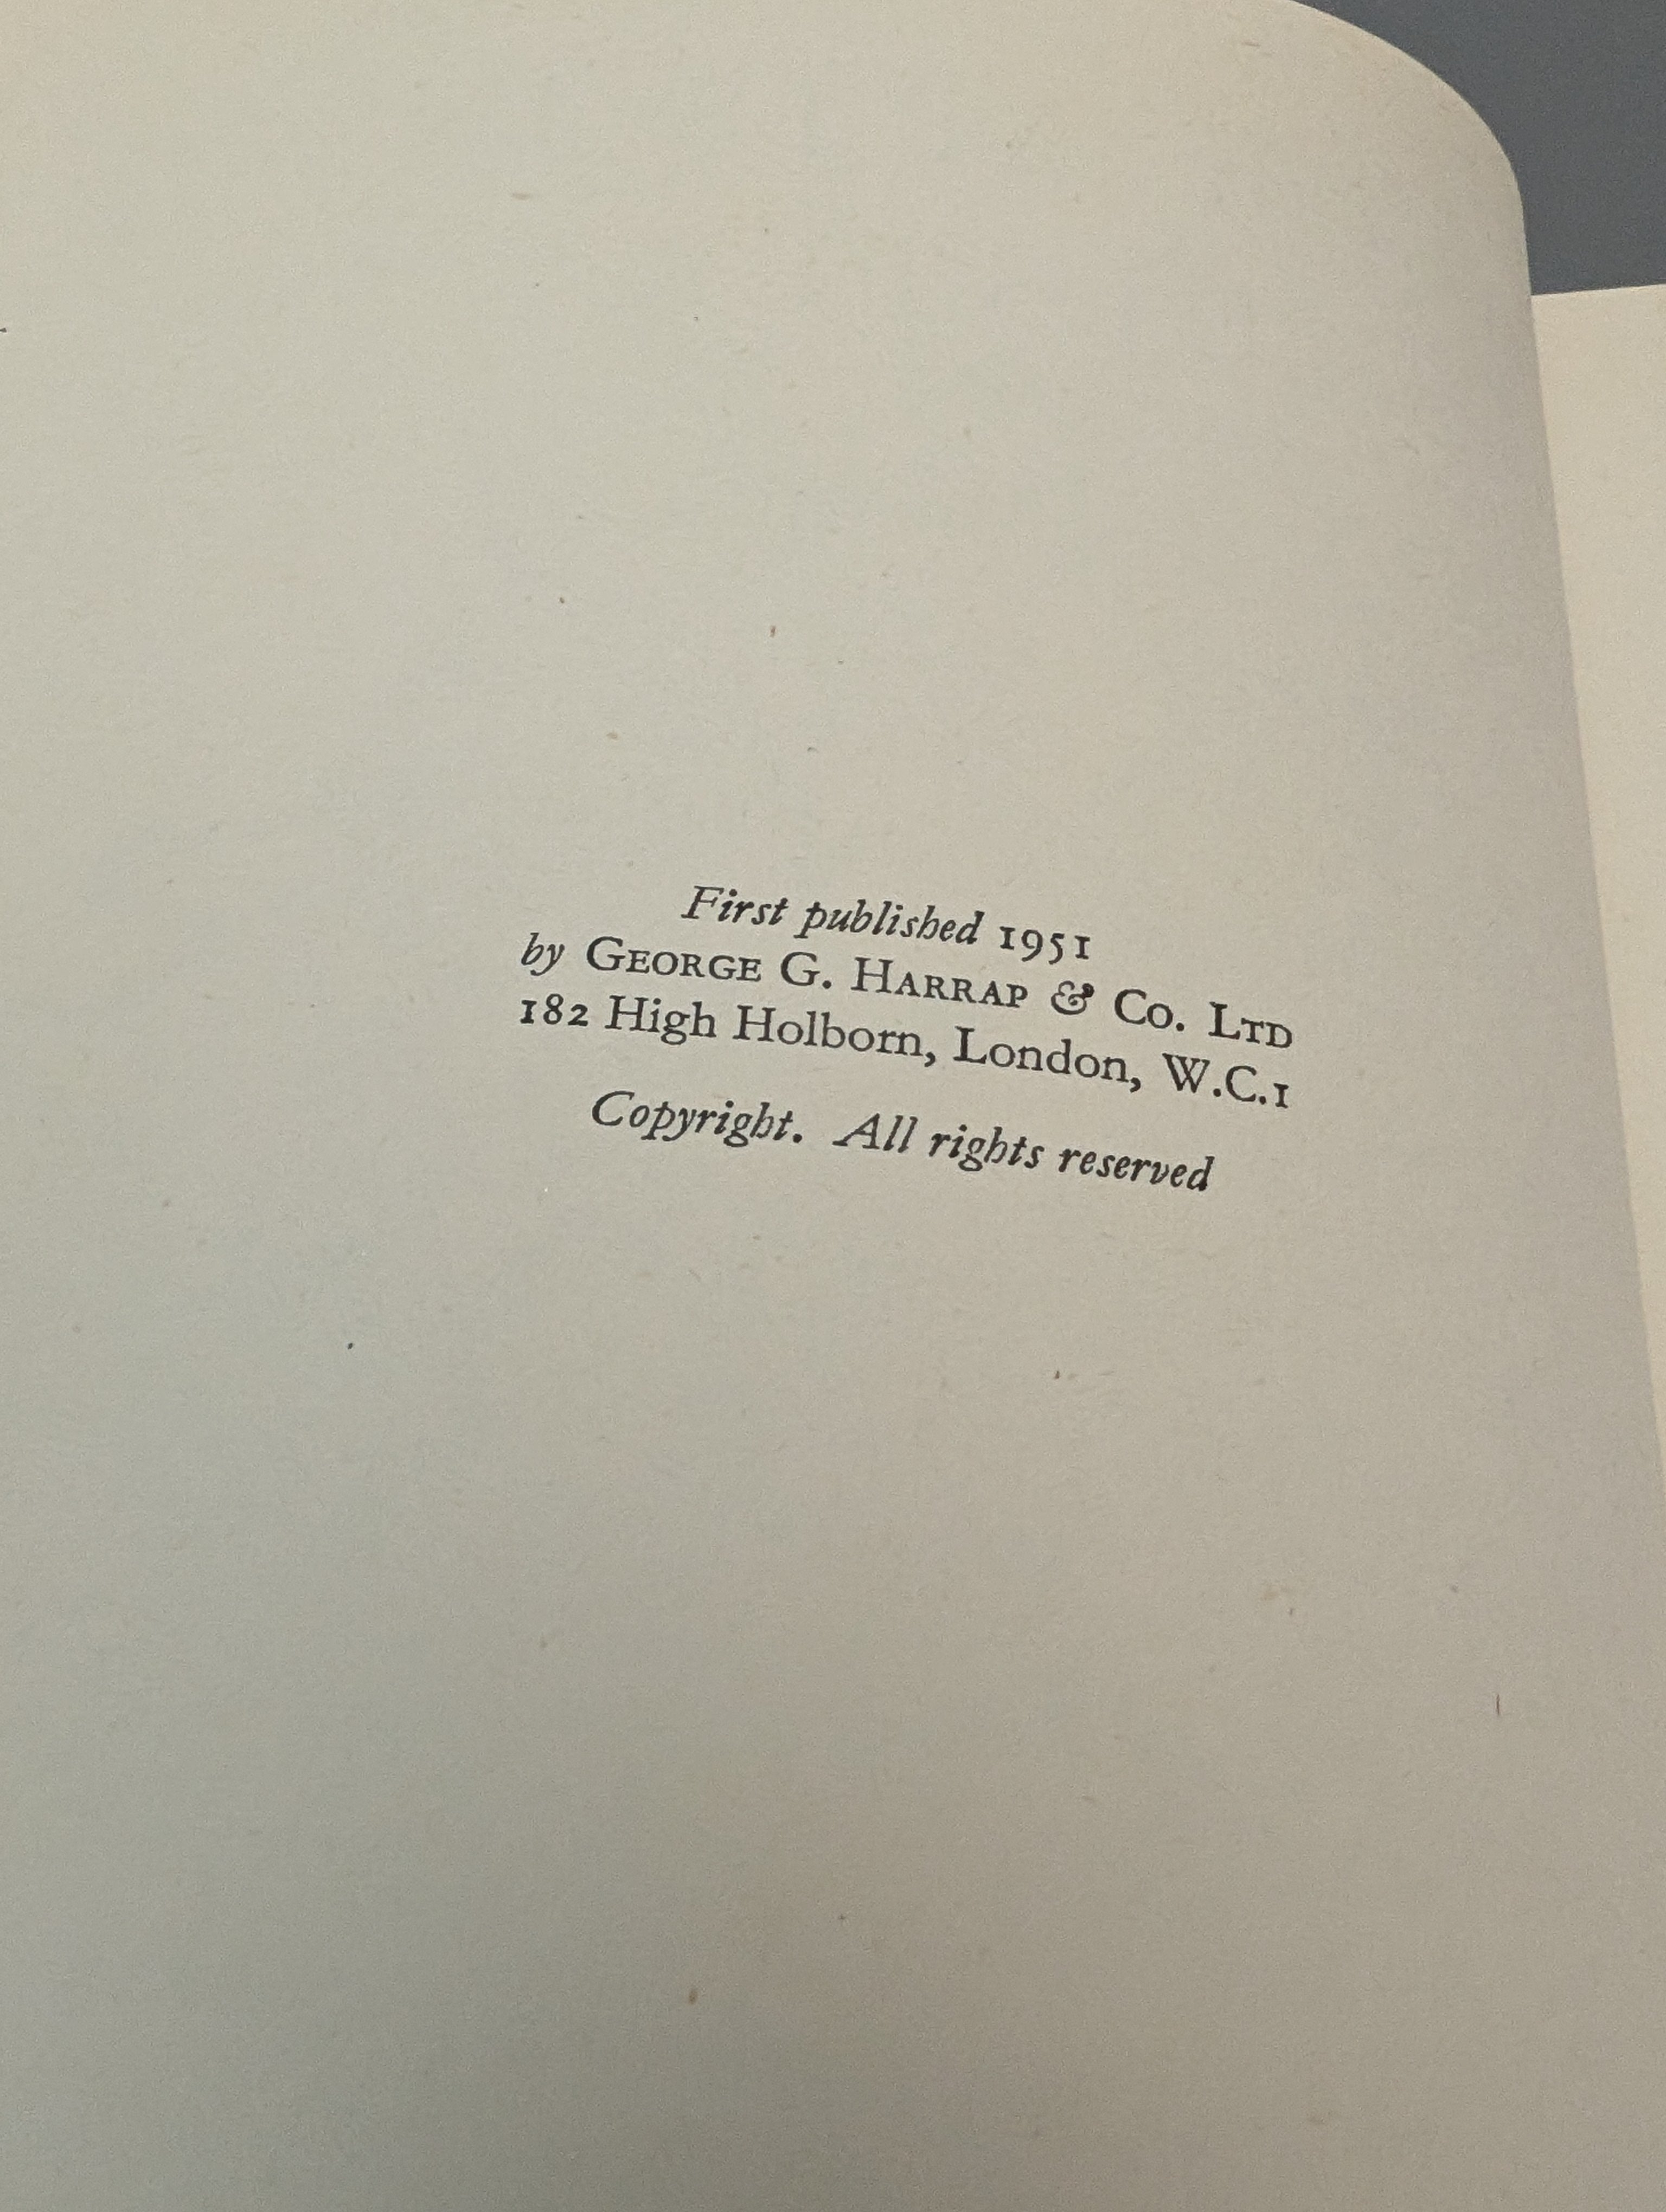 First published 1951
by GEORGE G. HARRAP & CO. LTD
182 High Holborn, London, W.C.1
Copyright. All rights reserved